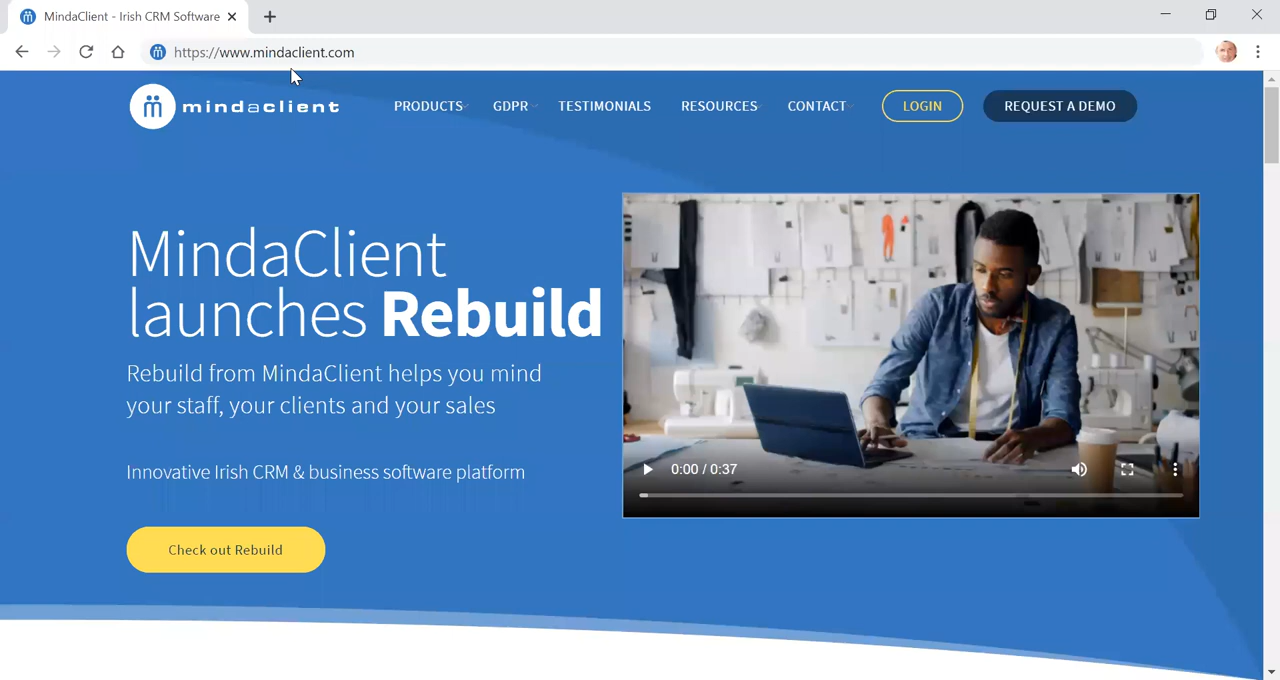 MindaClient - Irish CRM Software
https://www.mindaclient.com
mindaclient
PRODUCTS GDPR TESTIMONIALS RESOURCES CONTACT LOGIN REQUEST A DEMO
MindaClient
launches Rebuild
Rebuild from MindaClient helps you mind
your staff, your clients and your sales
Innovative Irish CRM & business software platform
Check out Rebuild
0:00 / 0:37